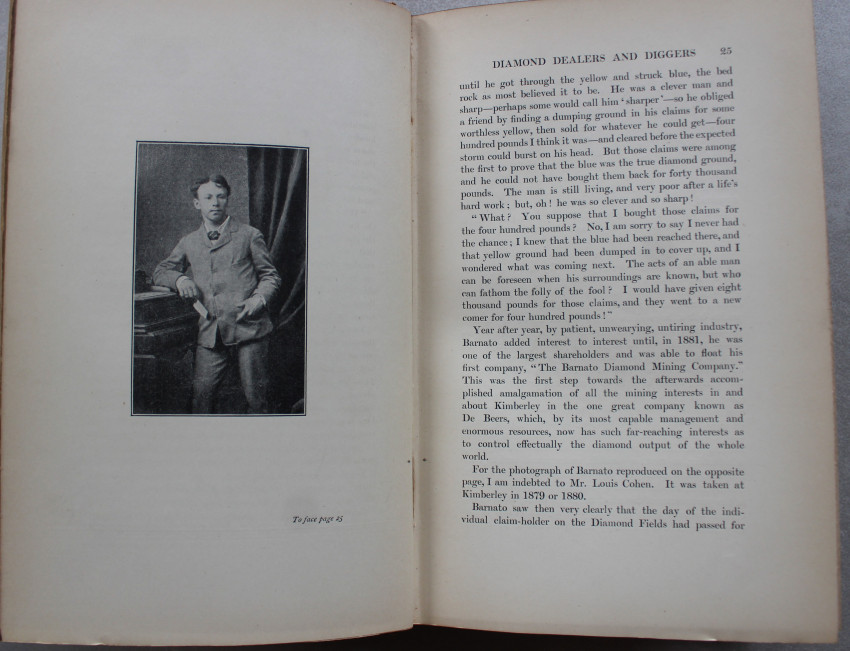 To face page 25
DIAMOND DEALERS AND DIGGERS 25
until he got through the yellow and struck blue, the bed
rock as most believed it to be. He was a clever man and
sharp—perhaps some would call him ‘sharper’—so he obliged
a friend by finding a dumping ground in his claims for some
worthless yellow, then sold for whatever he could get—four
hundred pounds I think it was—and cleared before the expected
storm could burst on his head. But those claims were among
the first to prove that the blue was the true diamond ground,
and he could not have bought them back for forty thousand
pounds. The man is still living, and very poor after a life's
hard work; but, oh! he was so clever and so sharp!
“What? You suppose that I bought those claims for
the four hundred pounds? No, I am sorry to say I never had
the chance; I knew that the blue had been reached there, and
that yellow ground had been dumped in to cover up, and I
wondered what was coming next. The acts of an able man
can be foreseen when his surroundings are known, but who
can fathom the folly of the fool? I would have given eight
thousand pounds for those claims, and they went to a new
comer for four hundred pounds!”
Year after year, by patient, unwearying, untiring industry,
Barnato added interest to interest until, in 1881, he was
one of the largest shareholders and was able to float his
first company, “The Barnato Diamond Mining Company.”
This was the first step towards the afterwards accom-
plished amalgamation of all the mining interests in and
about Kimberley in the one great company known as
De Beers, which, by its most capable management and
enormous resources, now has such far-reaching interests as
to control effectually the diamond output of the whole
world.
For the photograph of Barnato reproduced on the opposite
page, I am indebted to Mr. Louis Cohen. It was taken at
Kimberley in 1879 or 1880.
Barnato saw then very clearly that the day of the indi-
vidual claim-holder on the Diamond Fields had passed for